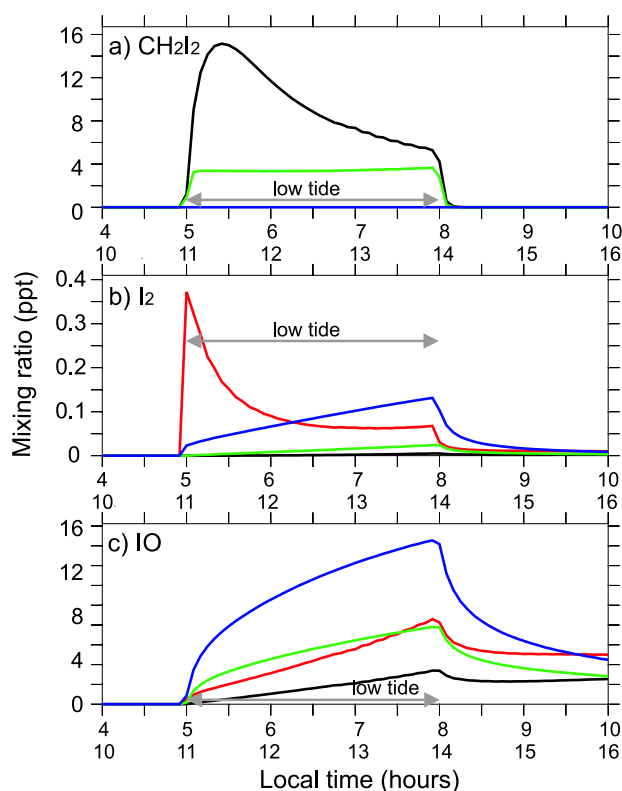 16
12
8
4
0
a) CH2I2
low tide
4 5 6 7 8 9 10
10 11 12 13 14 15 16
Mixing ratio (ppt)
0.4
0.3
0.2
0.1
0
b) I2
low tide
4 5 6 7 8 9 10
10 11 12 13 14 15 16
16
12
8
4
0
c) IO
low tide
4 5 6 7 8 9 10
10 11 12 13 14 15 16
Local time (hours)